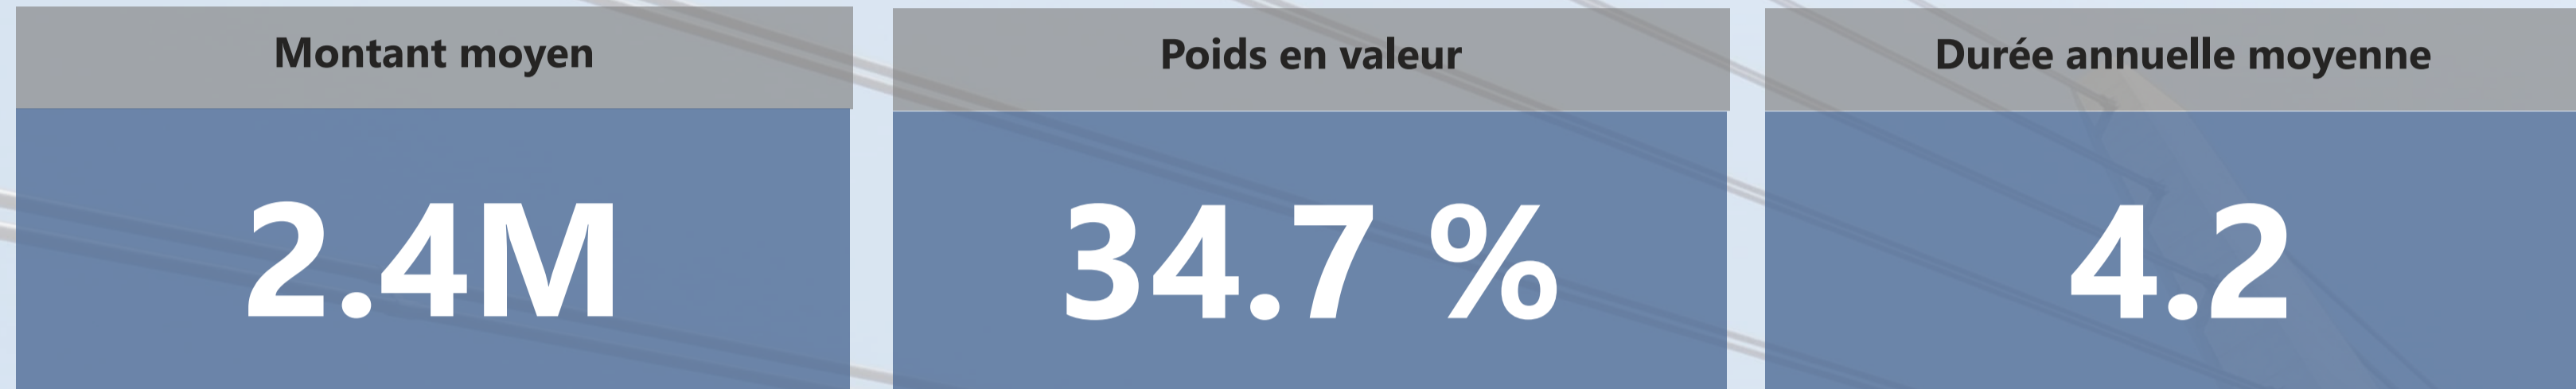 Montant moyen
2.4M
Poids en valeur
34.7 %
Durée annuelle moyenne
4.2